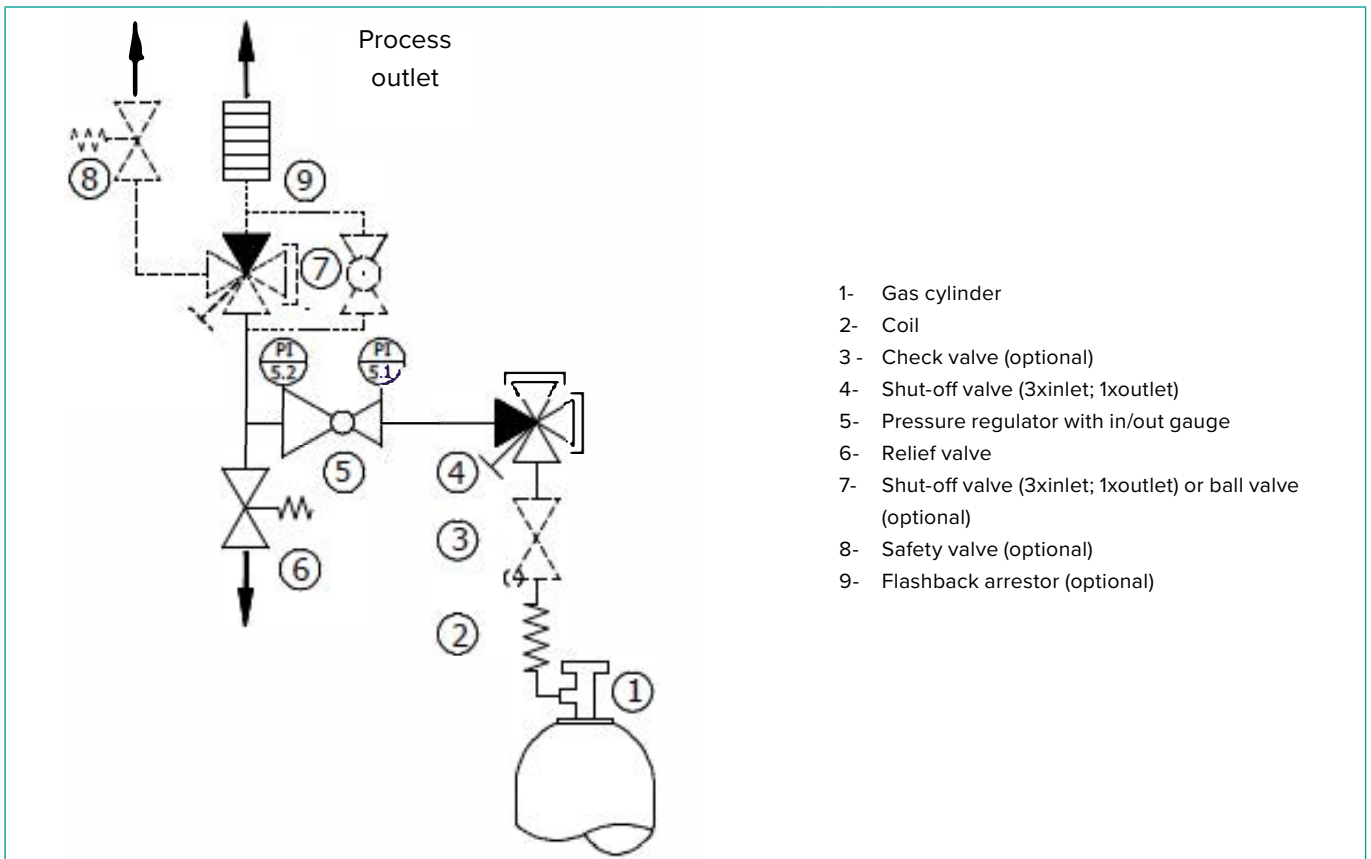 Process
outlet
8
9
7
PI
5.2
PI
5.1
5
4
6
3
2
1
1- Gas cylinder
2- Coil
3 - Check valve (optional)
4- Shut-off valve (3xinlet; 1xoutlet)
5- Pressure regulator with in/out gauge
6- Relief valve
7- Shut-off valve (3xinlet; 1xoutlet) or ball valve
(optional)
8- Safety valve (optional)
9- Flashback arrestor (optional)